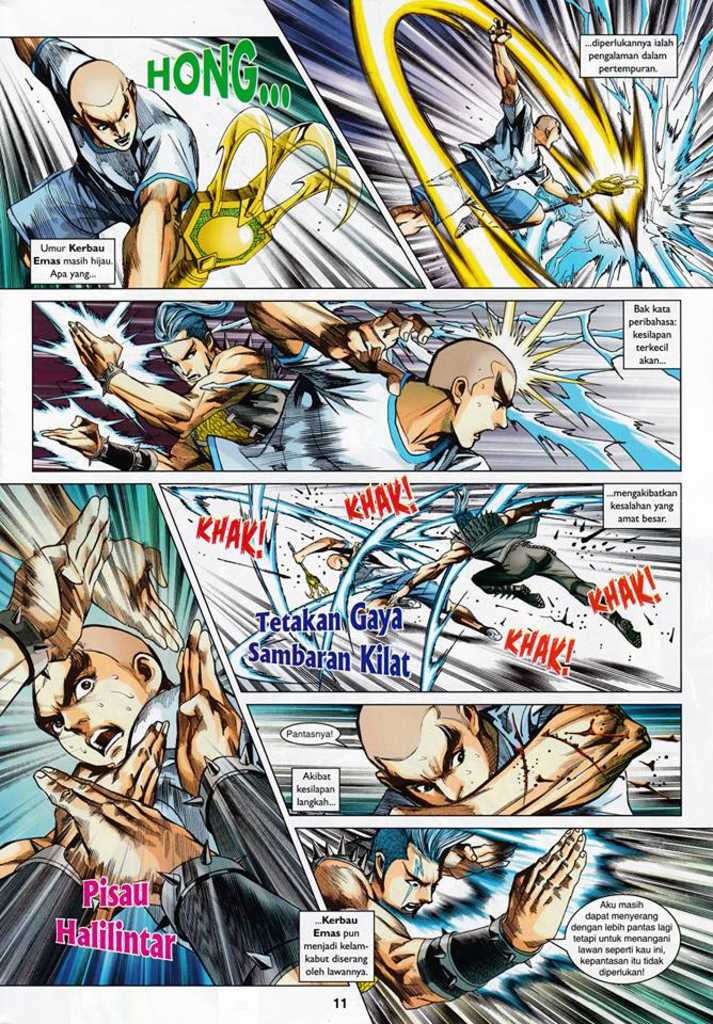 HONG...
Umur Kerbau
Emas masih hijau.
Apa yang...
...diperlukannya ialah
pengalaman dalam
pertempuran.
Bak kata
peribahasa:
kesilapan
terkecil
akan...
...mengakibatkan
kesalahan yang
amat besar.
KHAK!
KHAK!
KHAK!
KHAK!
Tetakan Gaya
Sambaran Kilat
Pisau
Halilintar
Pantasnya!
Akibat
kesilapan
langkah...
...Kerbau
Emas pun
menjadi kelam-
kabut diserang
oleh lawannya.
Aku masih
dapat menyerang
dengan lebih pantas lagi
tetapi untuk menangani
lawan seperti kau ini,
kepantasan itu tidak
diperlukan!
11